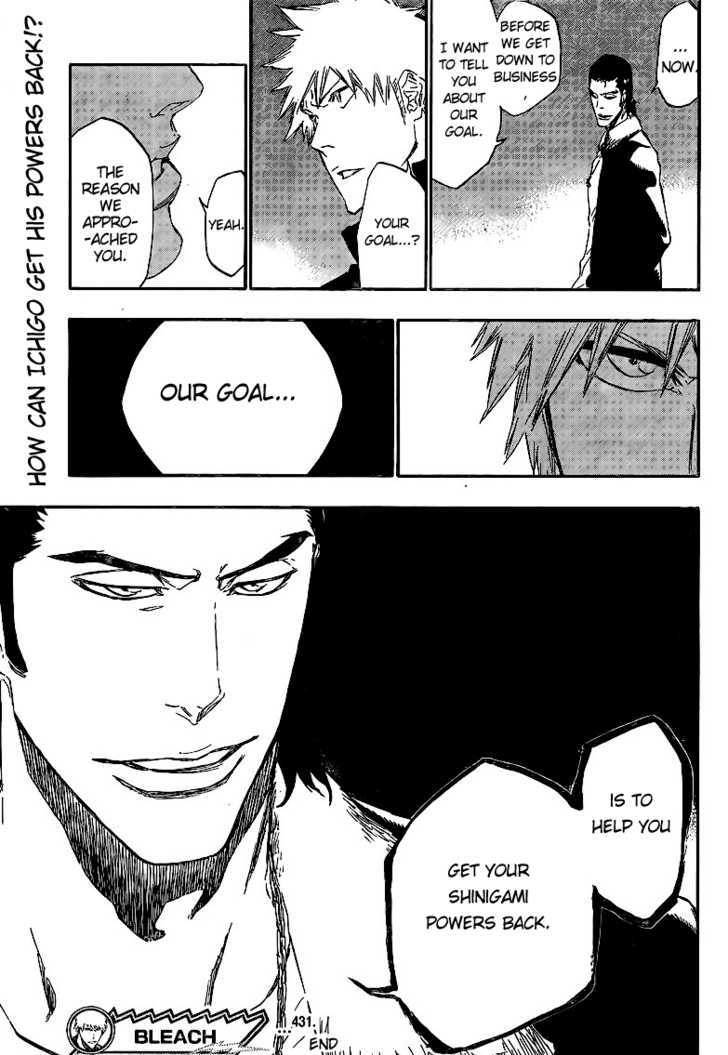 ...
NOW.
BEFORE
WE GET
DOWN TO
BUSINESS
I WANT
TO TELL
YOU
ABOUT
OUR
GOAL.
YOUR
GOAL...?
YEAH.
THE
REASON
WE
APPRO-
-ACHED
YOU.
HOW CAN ICHIGO GET HIS POWERS BACK!?
OUR GOAL...
IS TO
HELP YOU
GET YOUR
SHINIGAMI
POWERS BACK.
BLEACH
...431
END